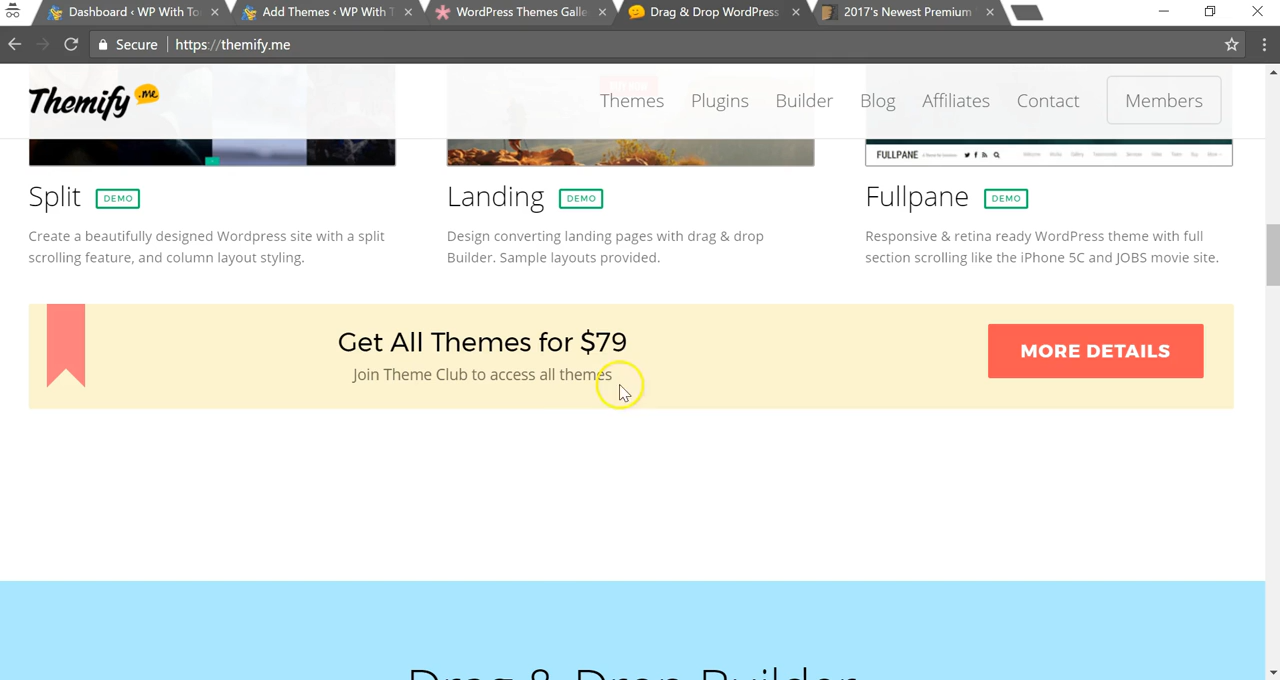 Dashboard ‹ WP With To
Add Themes ‹ WP With T
WordPress Themes Galle
Drag & Drop WordPress
2017's Newest Premium
Secure
https://themify.me
Themify .me
Themes
Plugins
Builder
Blog
Affiliates
Contact
Members
FULLPANE
Split DEMO
Create a beautifully designed Wordpress site with a split
scrolling feature, and column layout styling.
Landing DEMO
Design converting landing pages with drag & drop
Builder. Sample layouts provided.
Fullpane DEMO
Responsive & retina ready WordPress theme with full
section scrolling like the iPhone 5C and JOBS movie site.
Get All Themes for $79
Join Theme Club to access all themes
MORE DETAILS
Drag & Drop Builder